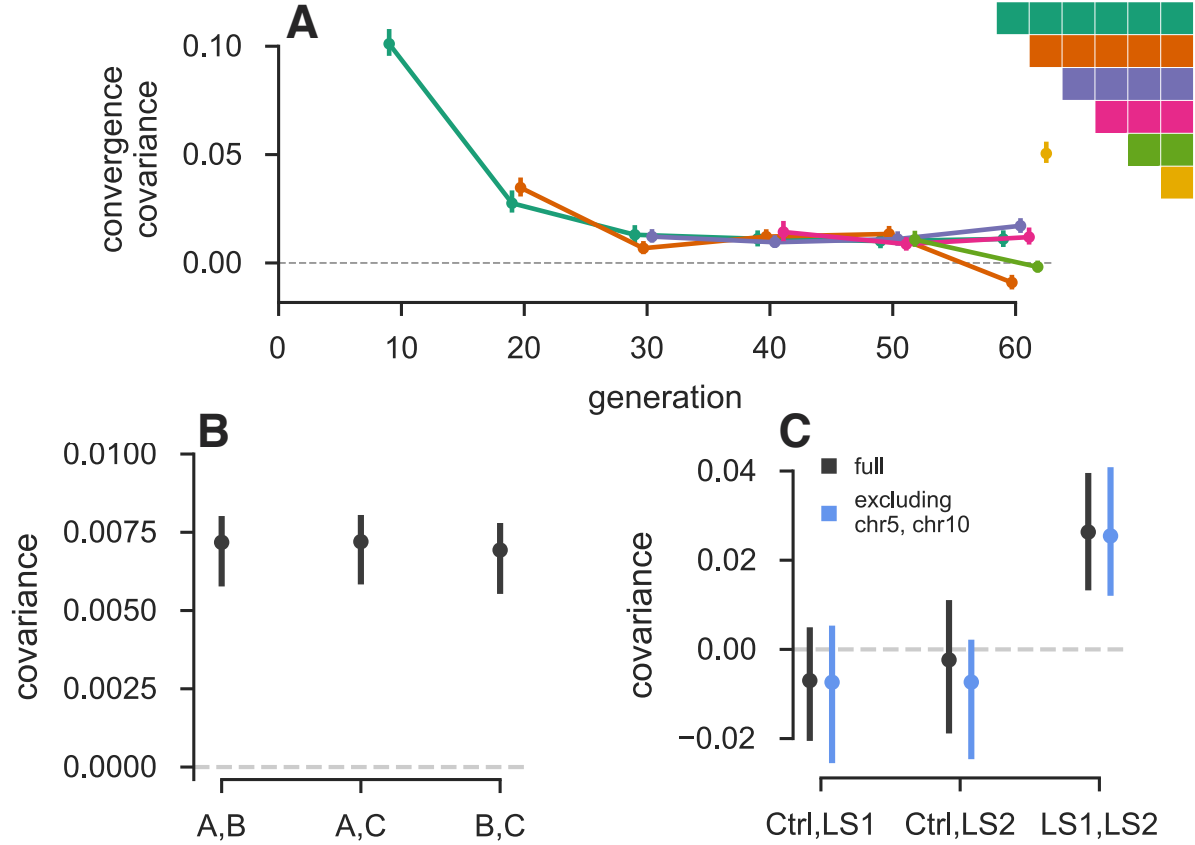 A
convergence
covariance
0.10
0.05
0.00
0 10 20 30 40 50 60
generation
B
covariance
0.0100
0.0075
0.0050
0.0025
0.0000
A,B A,C B,C
C
full
excluding
chr5, chr10
covariance
0.04
0.02
0.00
−0.02
Ctrl,LS1 Ctrl,LS2 LS1,LS2